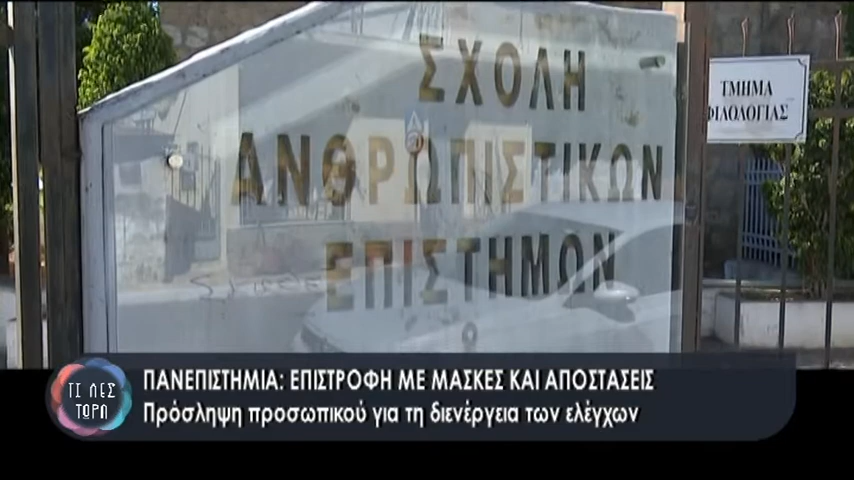 ΣΧΟΛΗ
ΑΝΘΡΩΠΙΣΤΙΚΩΝ
ΕΠΙΣΤΗΜΩΝ
ΤΜΗΜΑ
ΦΙΛΟΛΟΓΙΑΣ
ΠΑΝΕΠΙΣΤΗΜΙΑ: ΕΠΙΣΤΡΟΦΗ ΜΕ ΜΑΣΚΕΣ ΚΑΙ ΑΠΟΣΤΑΣΕΙΣ
Πρόσληψη προσωπικού για τη διενέργεια των ελέγχων
ΤΙ ΛΕΣ
ΤΩΡΑ